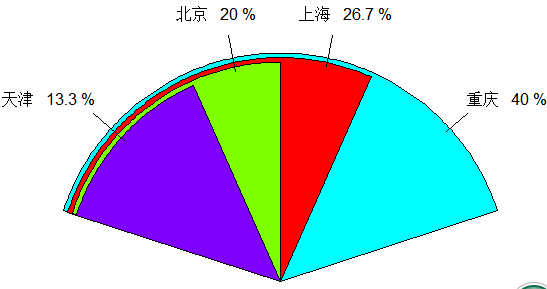 北京 20 %
上海 26.7 %
天津 13.3 %
重庆 40 %